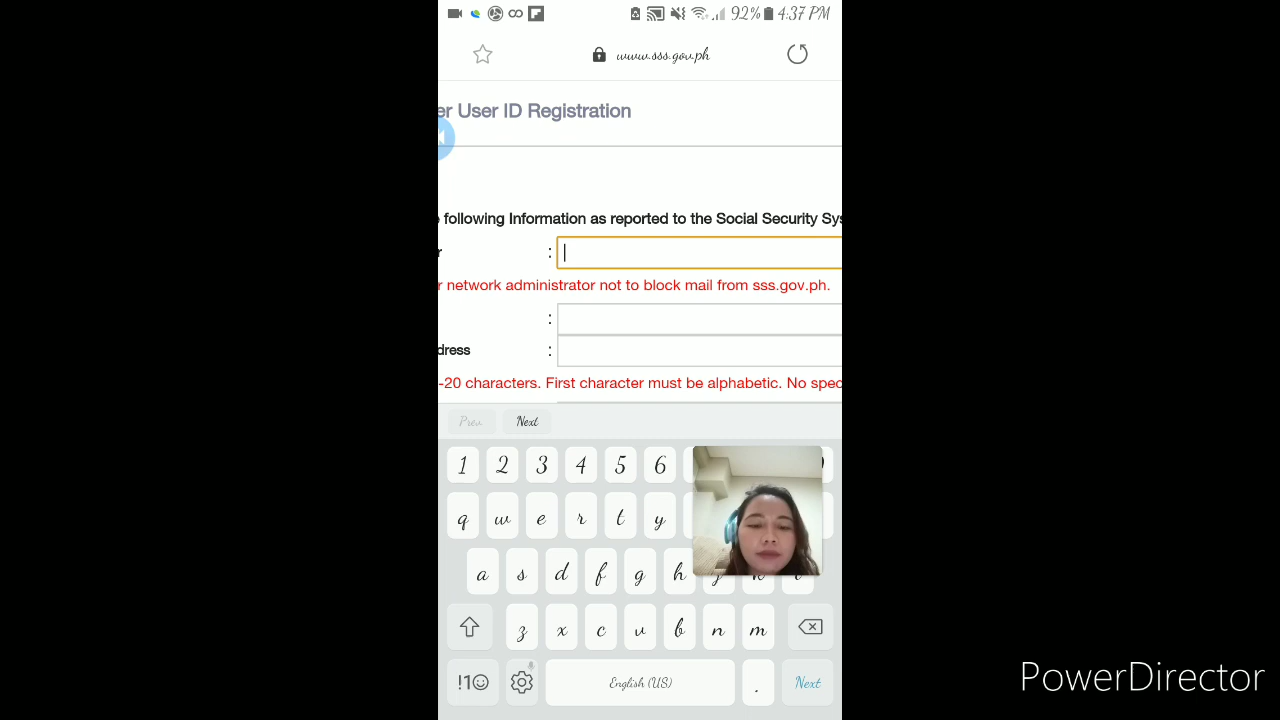 92% 4:37 PM
www.sss.gov.ph
er User ID Registration
following Information as reported to the Social Security Sys
r :
r network administrator not to block mail from sss.gov.ph.
:
dress :
-20 characters. First character must be alphabetic. No spec
Prev. Next
1 2 3 4 5 6
q w e r t y
a s d f g h
z x c v b n m
!1☺ English (US) . Next
PowerDirector